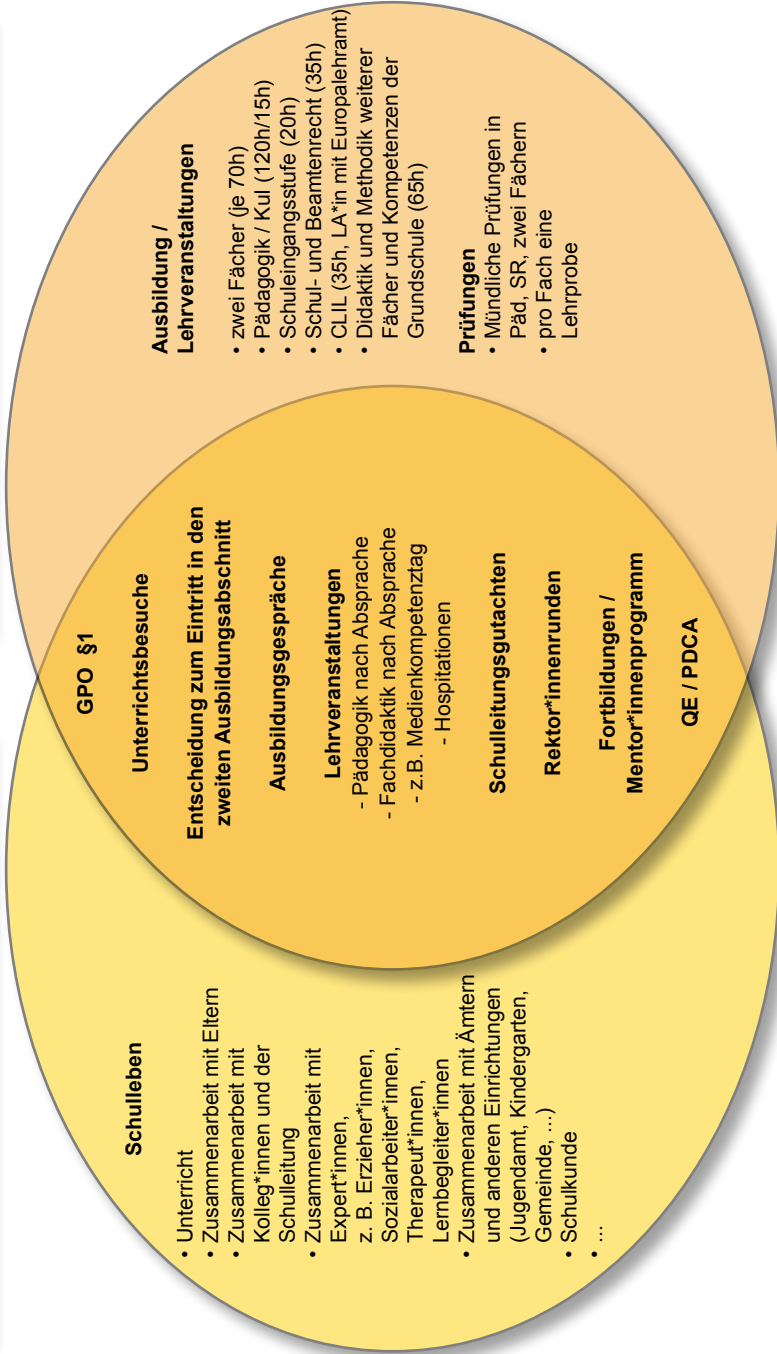 Schulleben
• Unterricht
• Zusammenarbeit mit Eltern
• Zusammenarbeit mit
Kolleg*innen und der
Schulleitung
• Zusammenarbeit mit
Expert*innen,
z. B. Erzieher*innen,
Sozialarbeiter*innen,
Therapeut*innen,
Lernbegleiter*innen
• Zusammenarbeit mit Ämtern
und anderen Einrichtungen
(Jugendamt, Kindergarten,
Gemeinde, ...)
• Schulkunde
• ...
GPO §1
Unterrichtsbesuche
Entscheidung zum Eintritt in den
zweiten Ausbildungsabschnitt
Ausbildungsgespräche
Lehrveranstaltungen
- Pädagogik nach Absprache
- Fachdidaktik nach Absprache
- z.B. Medienkompetenztag
- Hospitationen
Schulleitungsgutachten
Rektor*innenrunden
Fortbildungen /
Mentor*innenprogramm
QE / PDCA
Ausbildung /
Lehrveranstaltungen
• zwei Fächer (je 70h)
• Pädagogik / KuI (120h/15h)
• Schuleingangsstufe (20h)
• Schul- und Beamtenrecht (35h)
• CLIL (35h, LA*in mit Europalehramt)
• Didaktik und Methodik weiterer
Fächer und Kompetenzen der
Grundschule (65h)
Prüfungen
• Mündliche Prüfungen in
Päd, SR, zwei Fächern
• pro Fach eine
Lehrprobe